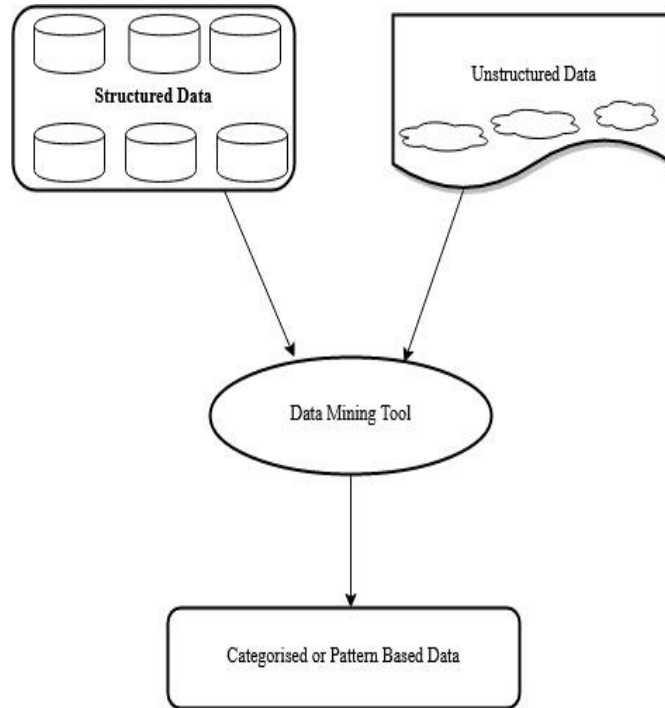 Structured Data
Unstructured Data
Data Mining Tool
Categorised or Pattern Based Data